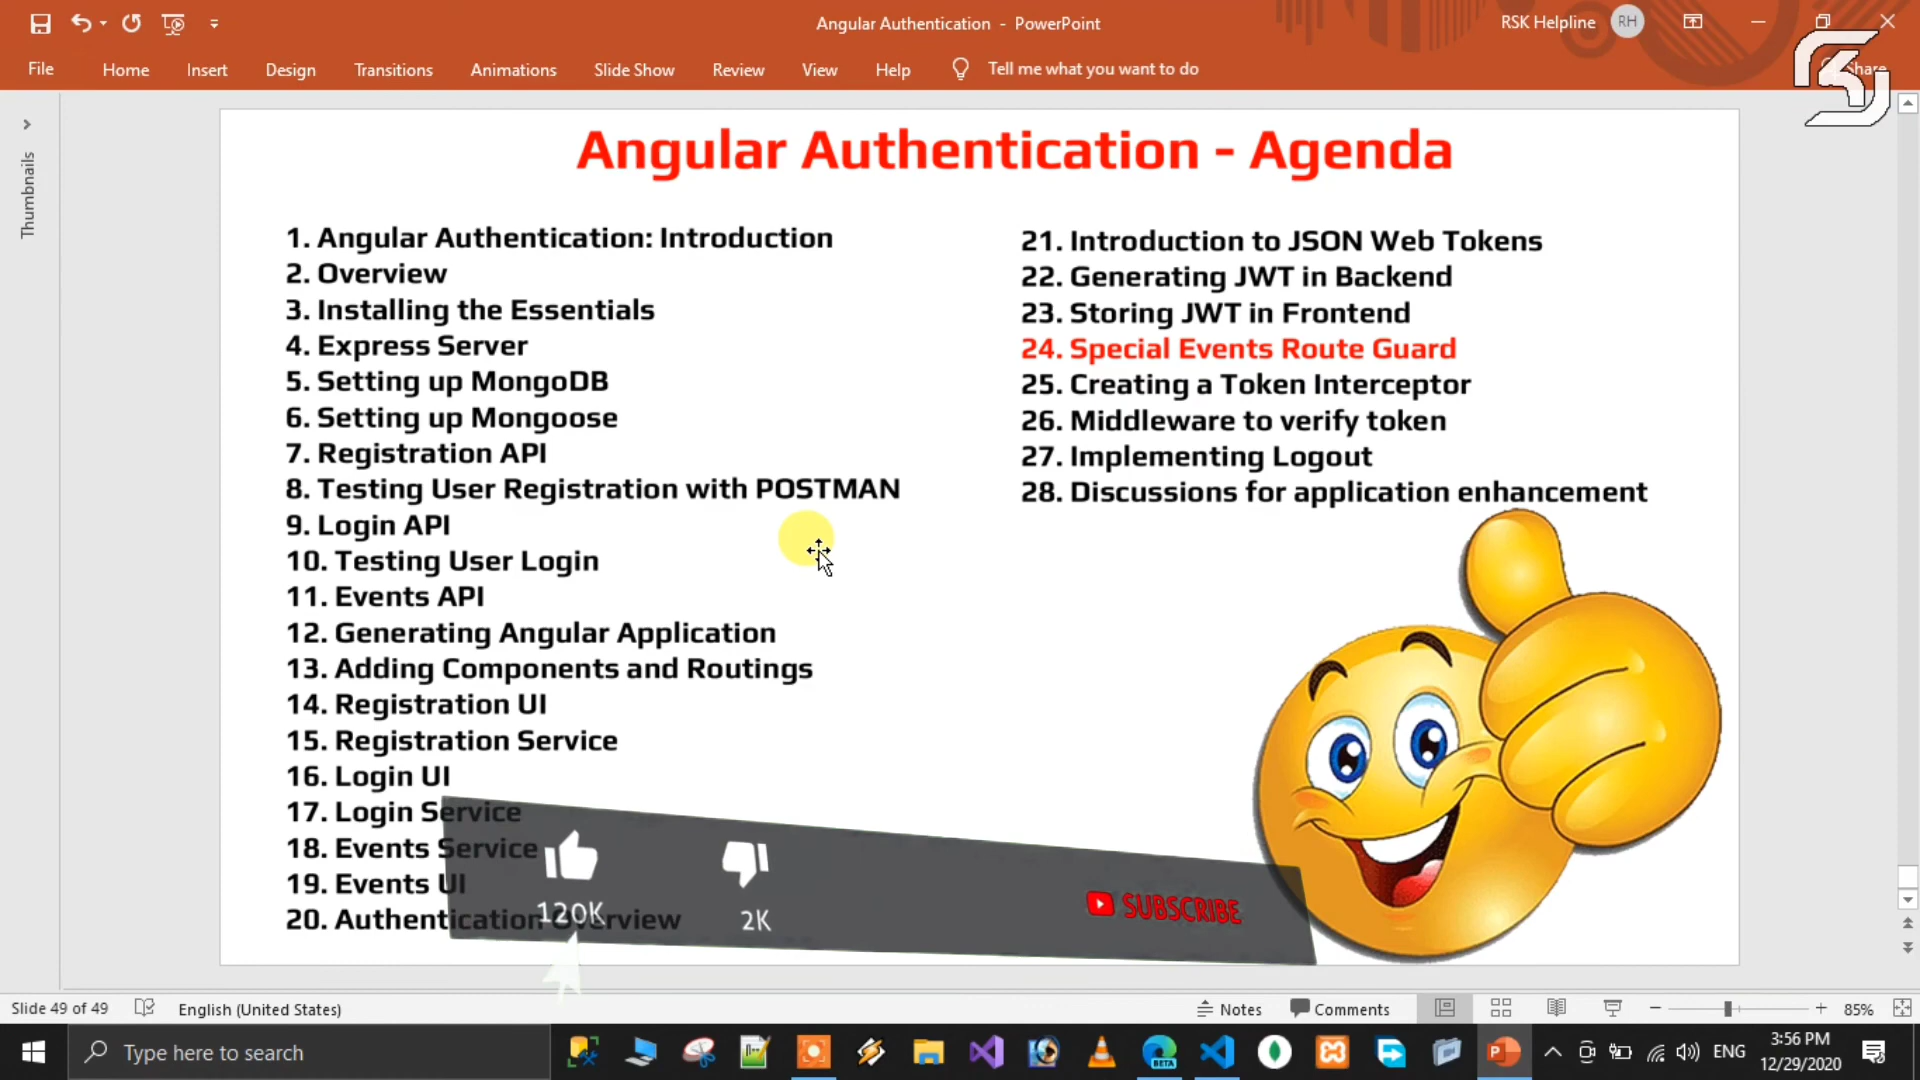 Angular Authentication - PowerPoint
RSK Helpline
RH
File
Home
Insert
Design
Transitions
Animations
Slide Show
Review
View
Help
Tell me what you want to do
Share
Thumbnails
Angular Authentication - Agenda
1. Angular Authentication: Introduction
2. Overview
3. Installing the Essentials
4. Express Server
5. Setting up MongoDB
6. Setting up Mongoose
7. Registration API
8. Testing User Registration with POSTMAN
9. Login API
10. Testing User Login
11. Events API
12. Generating Angular Application
13. Adding Components and Routings
14. Registration UI
15. Registration Service
16. Login UI
17. Login Service
18. Events Service
19. Events UI
20. Authentication Overview
21. Introduction to JSON Web Tokens
22. Generating JWT in Backend
23. Storing JWT in Frontend
24. Special Events Route Guard
25. Creating a Token Interceptor
26. Middleware to verify token
27. Implementing Logout
28. Discussions for application enhancement
120K
2K
SUBSCRIBE
Slide 49 of 49
English (United States)
Notes
Comments
85%
Type here to search
BETA
ENG
3:56 PM
12/29/2020